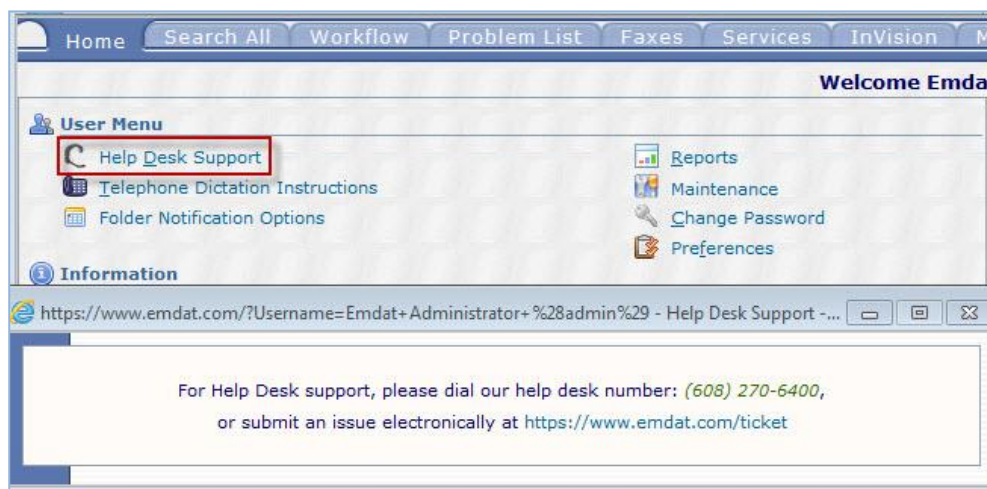 Home Search All Workflow Problem List Faxes Services InVision M
Welcome Emda
User Menu
Help Desk Support
Telephone Dictation Instructions
Folder Notification Options
Reports
Maintenance
Change Password
Preferences
Information
https://www.emdat.com/?Username=Emdat+Administrator+%28admin%29 - Help Desk Support -...
For Help Desk support, please dial our help desk number: (608) 270-6400,
or submit an issue electronically at https://www.emdat.com/ticket